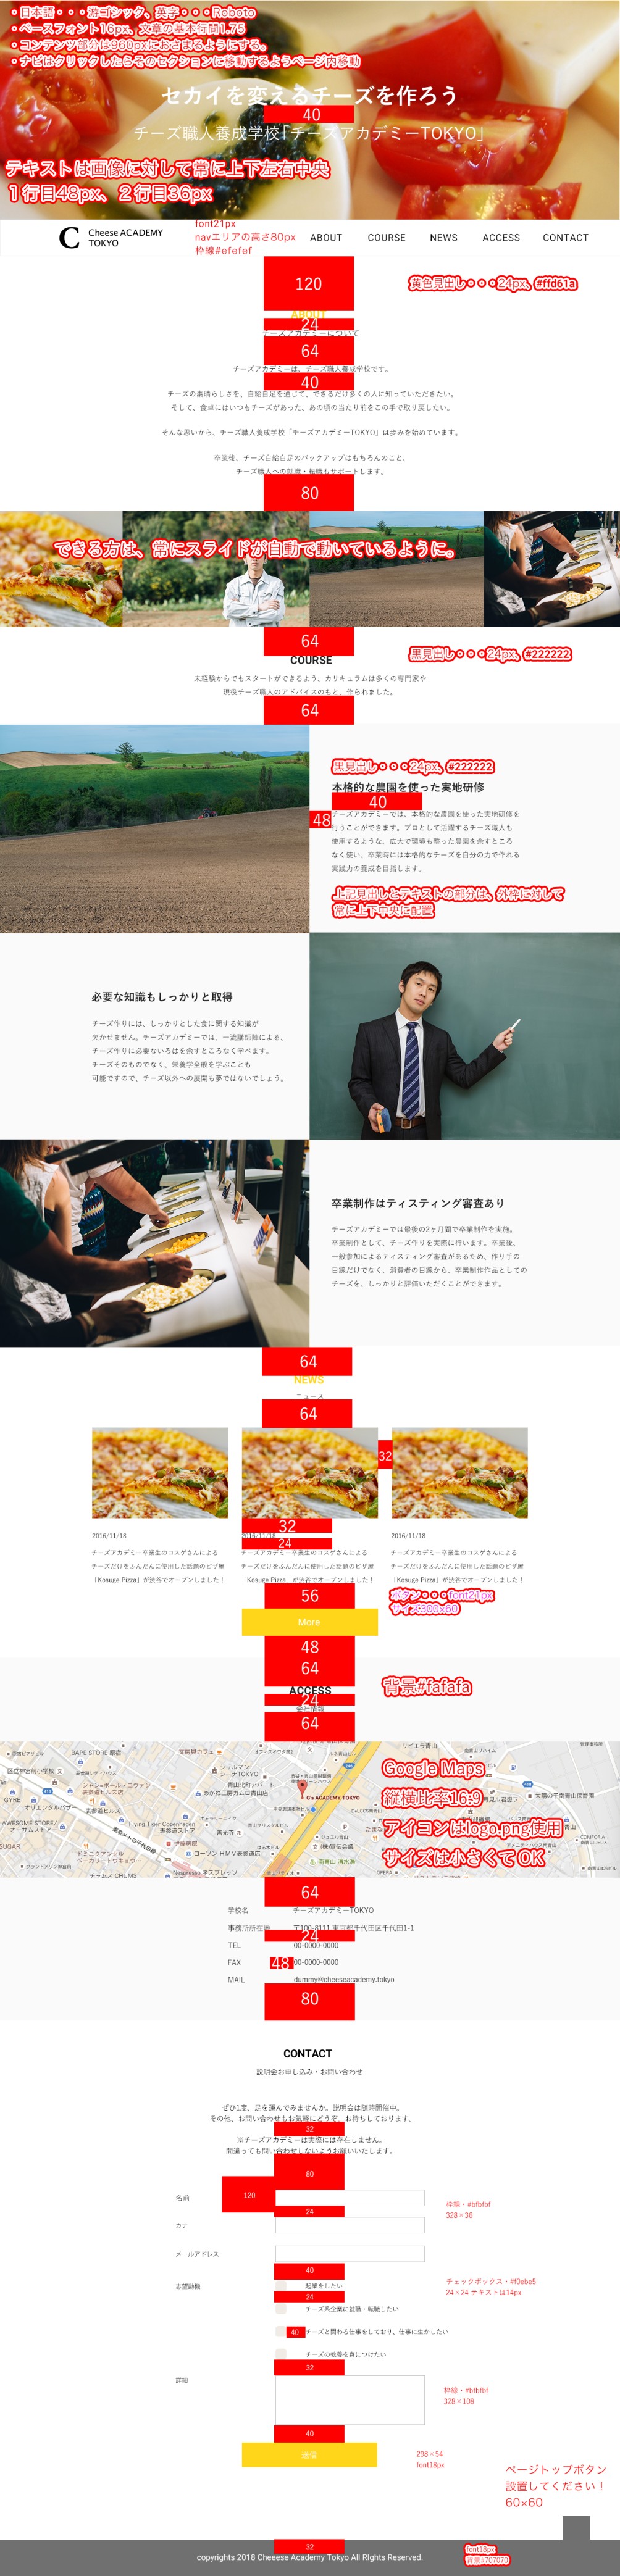 ・日本語・・・游ゴシック、英字・・・Roboto
・ベースフォント16px、文章の基本行間1.75
・コンテンツ部分は960pxにおさまるようにする。
・ナビはクリックしたらそのセクションに移動するようページ内移動
セカイを変えるチーズを作ろう
40
チーズ職人養成学校「チーズアカデミーTOKYO」
テキストは画像に対して常に上下左右中央
１行目48px、２行目36px
C Cheese ACADEMY
TOKYO
font21px
navエリアの高さ80px
枠線#efefef
ABOUT COURSE NEWS ACCESS CONTACT
120
黄色見出し・・・24px、#ffd61a
ABOUT
24
チーズアカデミーについて
64
チーズアカデミーは、チーズ職人養成学校です。
40
チーズの素晴らしさを、自給自足を通じて、できるだけ多くの人に知っていただきたい。
そして、食卓にはいつもチーズがあった、あの頃の当たり前をこの手で取り戻したい。
そんな思いから、チーズ職人養成学校「チーズアカデミーTOKYO」は歩みを始めています。
卒業後、チーズ自給自足のバックアップはもちろんのこと、
チーズ職人への就職・転職もサポートします。
80
できる方は、常にスライドが自動で動いているように。
64
黒見出し・・・24px、#222222
COURSE
未経験からでもスタートができるよう、カリキュラムは多くの専門家や
現役チーズ職人のアドバイスのもと、作られました。
64
黒見出し・・・24px、#222222
本格的な農園を使った実地研修
40
48
チーズアカデミーでは、本格的な農園を使った実地研修を
行うことができます。プロとして活躍するチーズ職人も
使用するような、広大で環境も整った農園を余すところ
なく使い、卒業時には本格的なチーズを自分の力で作れる
実践力の養成を目指します。
上記見出しとテキストの部分は、外枠に対して
常に上下中央に配置
必要な知識もしっかりと取得
チーズ作りには、しっかりとした食に関する知識が
欠かせません。チーズアカデミーでは、一流講師陣による、
チーズ作りに必要ないろはを余すところなく学べます。
チーズそのものでなく、栄養学全般を学ぶことも
可能ですので、チーズ以外への展開も夢ではないでしょう。
卒業制作はティスティング審査あり
チーズアカデミーでは最後の2ヶ月間で卒業制作を実施。
卒業制作として、チーズ作りを実際に行います。卒業後、
一般参加によるティスティング審査があるため、作り手の
目線だけでなく、消費者の目線から、卒業制作作品としての
チーズを、しっかりと評価いただくことができます。
64
NEWS
ニュース
64
32
32
2016/11/18 2016/11/18 2016/11/18
24
チーズアカデミー卒業生のコスゲさんによる
チーズだけをふんだんに使用した話題のピザ屋
「Kosuge Pizza」が渋谷でオープンしました！
チーズアカデミー卒業生のコスゲさんによる
チーズだけをふんだんに使用した話題のピザ屋
「Kosuge Pizza」が渋谷でオープンしました！
チーズアカデミー卒業生のコスゲさんによる
チーズだけをふんだんに使用した話題のピザ屋
「Kosuge Pizza」が渋谷でオープンしました！
56
ボタン・・・font21px
サイズ300×60
More
48
64
背景#fafafa
ACCESS
24
会社情報
64
BAPE STORE 原宿
リビエラ青山
G's ACADEMY TOKYO
Flying Tiger Copenhagen
表参道ストア
ローソン HMV表参道店
Google Maps
縦横比率16:9
アイコンはlogo.png使用
サイズは小さくてOK
64
学校名 チーズアカデミーTOKYO
事務所所在地 〒100-8111 東京都千代田区千代田1-1
24
TEL 00-0000-0000
FAX 48 00-0000-0000
MAIL dummy@cheeseacademy.tokyo
80
CONTACT
説明会お申し込み・お問い合わせ
ぜひ1度、足を運んでみませんか。説明会は随時開催中。
その他、お問い合わせもお気軽にどうぞ。お待ちしております。
32
※チーズアカデミーは実際には存在しません。
間違っても問い合わせしないようお願いいたします。
80
名前 120
枠線・#bfbfbf
328×36
24
カナ
メールアドレス
40
志望動機 起業をしたい
チェックボックス・#f0ebe5
24×24 テキストは14px
24
チーズ系企業に就職・転職したい
40 チーズと関わる仕事をしており、仕事に生かしたい
チーズの教養を身につけたい
32
詳細
枠線・#bfbfbf
328×108
40
送信
298×54
font18px
ページトップボタン
設置してください！
60×60
32
copyrights 2018 Cheeese Academy Tokyo All RIghts Reserved.
font18px
背景#707070